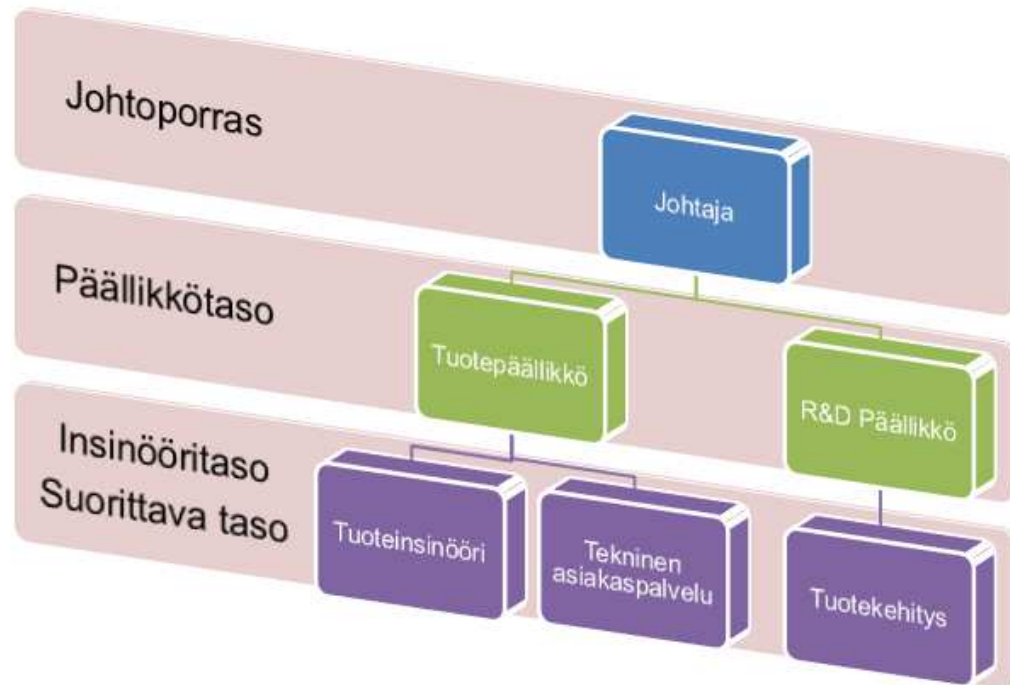 Johtoporras
Johtaja
Päällikkötaso
Tuotepäällikkö
R&D Päällikkö
Insinööritaso
Suorittava taso
Tuoteinsinööri
Tekninen
asiakaspalvelu
Tuotekehitys